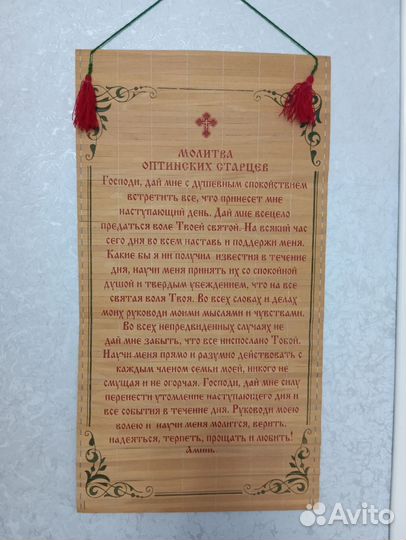 МОЛИТВА
ОПТИНСКИХ СТАРЦЕВ
Господи, дай мне с душевным спокойствием
встретить все, что принесет мне
наступающий день. Дай мне всецело
предаться воле Твоей святой. На всякий час
сего дня во всем наставь и поддержи меня.
Какие бы я ни получил известия в течение
дня, научи меня принять их со спокойной
душой и твердым убеждением, что на все
святая воля Твоя. Во всех словах и делах
моих руководи моими мыслями и чувствами.
Во всех непредвиденных случаях не
дай мне забыть, что все ниспослано Тобой.
Научи меня прямо и разумно действовать с
каждым членом семьи моей, никого не
смущая и не огорчая. Господи, дай мне силу
перенести утомление наступающего дня и
все события в течение дня. Руководи моею
волею и научи меня молится, верить,
надеяться, терпеть, прощать и любить!
Аминь.
Avito